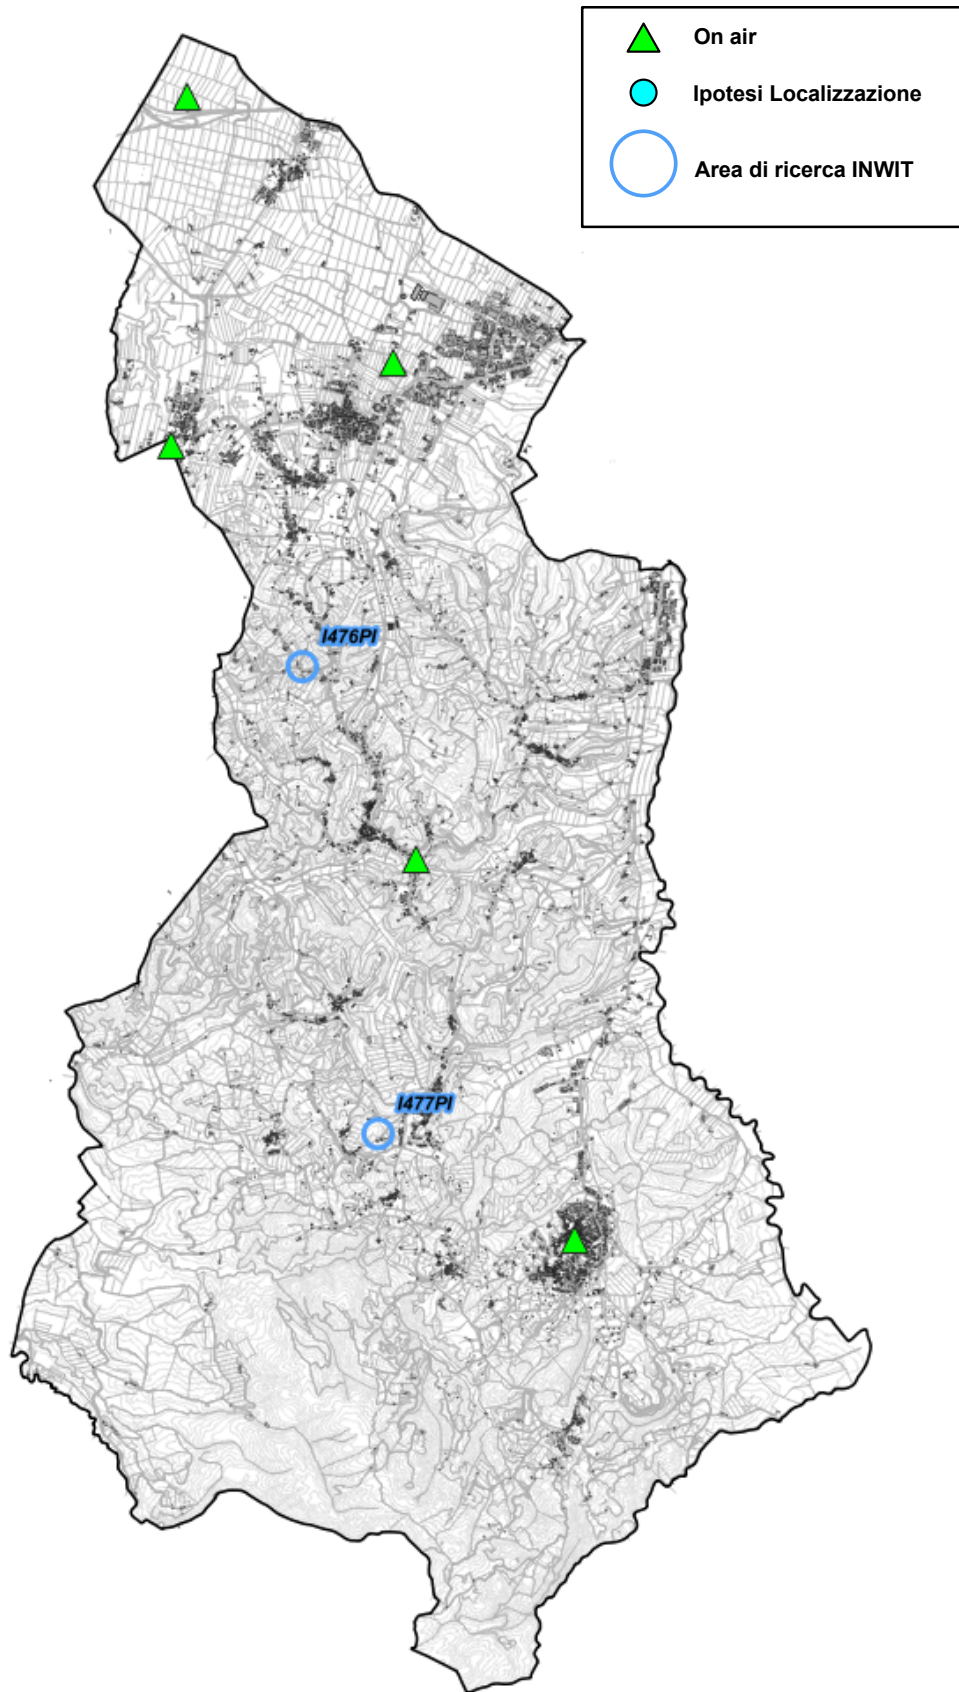 On air
Ipotesi Localizzazione
Area di ricerca INWIT
I476PI
I477PI